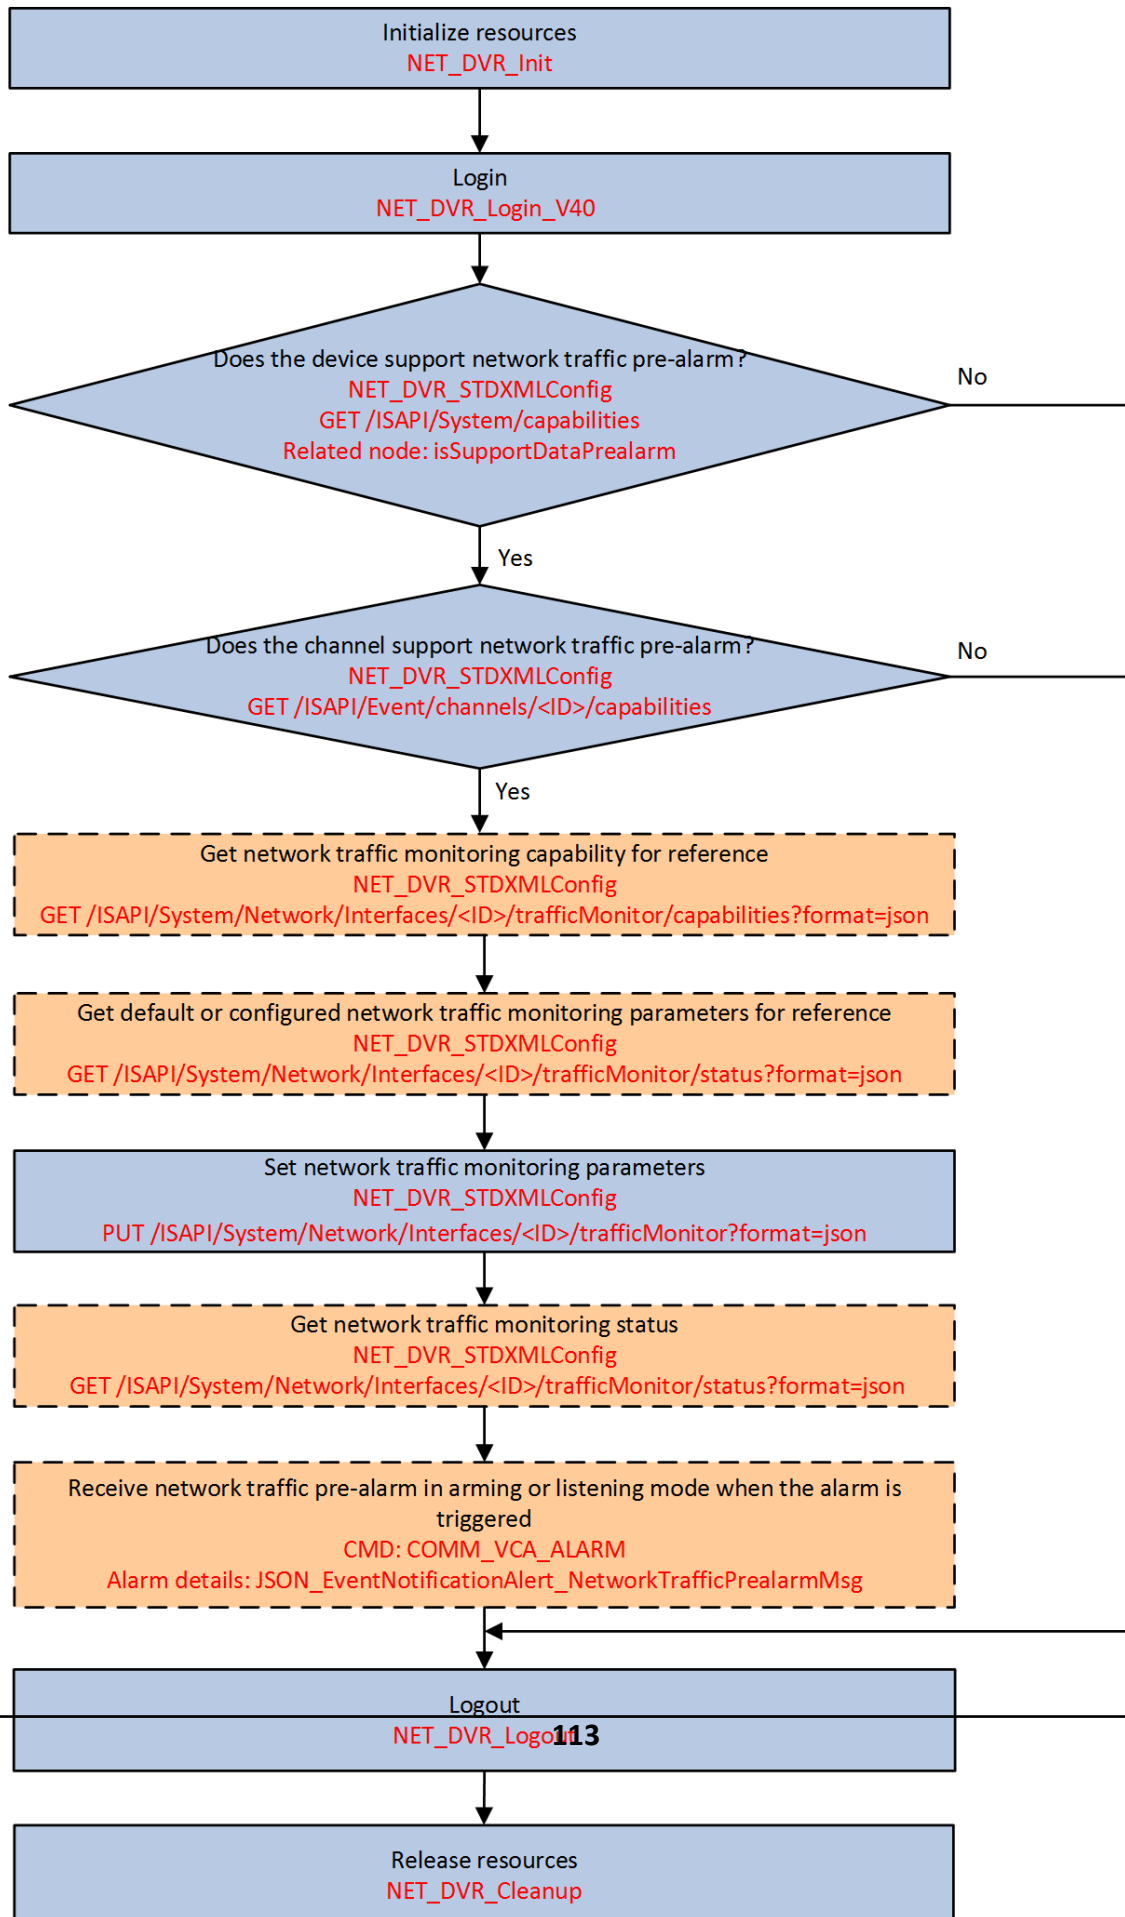 Initialize resources
NET_DVR_Init
Login
NET_DVR_Login_V40
Does the device support network traffic pre-alarm?
NET_DVR_STDXMLConfig
GET /ISAPI/System/capabilities
Related node: isSupportDataPrealarm
No
Yes
Does the channel support network traffic pre-alarm?
NET_DVR_STDXMLConfig
GET /ISAPI/Event/channels/<ID>/capabilities
No
Yes
Get network traffic monitoring capability for reference
NET_DVR_STDXMLConfig
GET /ISAPI/System/Network/Interfaces/<ID>/trafficMonitor/capabilities?format=json
Get default or configured network traffic monitoring parameters for reference
NET_DVR_STDXMLConfig
GET /ISAPI/System/Network/Interfaces/<ID>/trafficMonitor/status?format=json
Set network traffic monitoring parameters
NET_DVR_STDXMLConfig
PUT /ISAPI/System/Network/Interfaces/<ID>/trafficMonitor?format=json
Get network traffic monitoring status
NET_DVR_STDXMLConfig
GET /ISAPI/System/Network/Interfaces/<ID>/trafficMonitor/status?format=json
Receive network traffic pre-alarm in arming or listening mode when the alarm is
triggered
CMD: COMM_VCA_ALARM
Alarm details: JSON_EventNotificationAlert_NetworkTrafficPrealarmMsg
Logout
NET_DVR_Logout
113
Release resources
NET_DVR_Cleanup